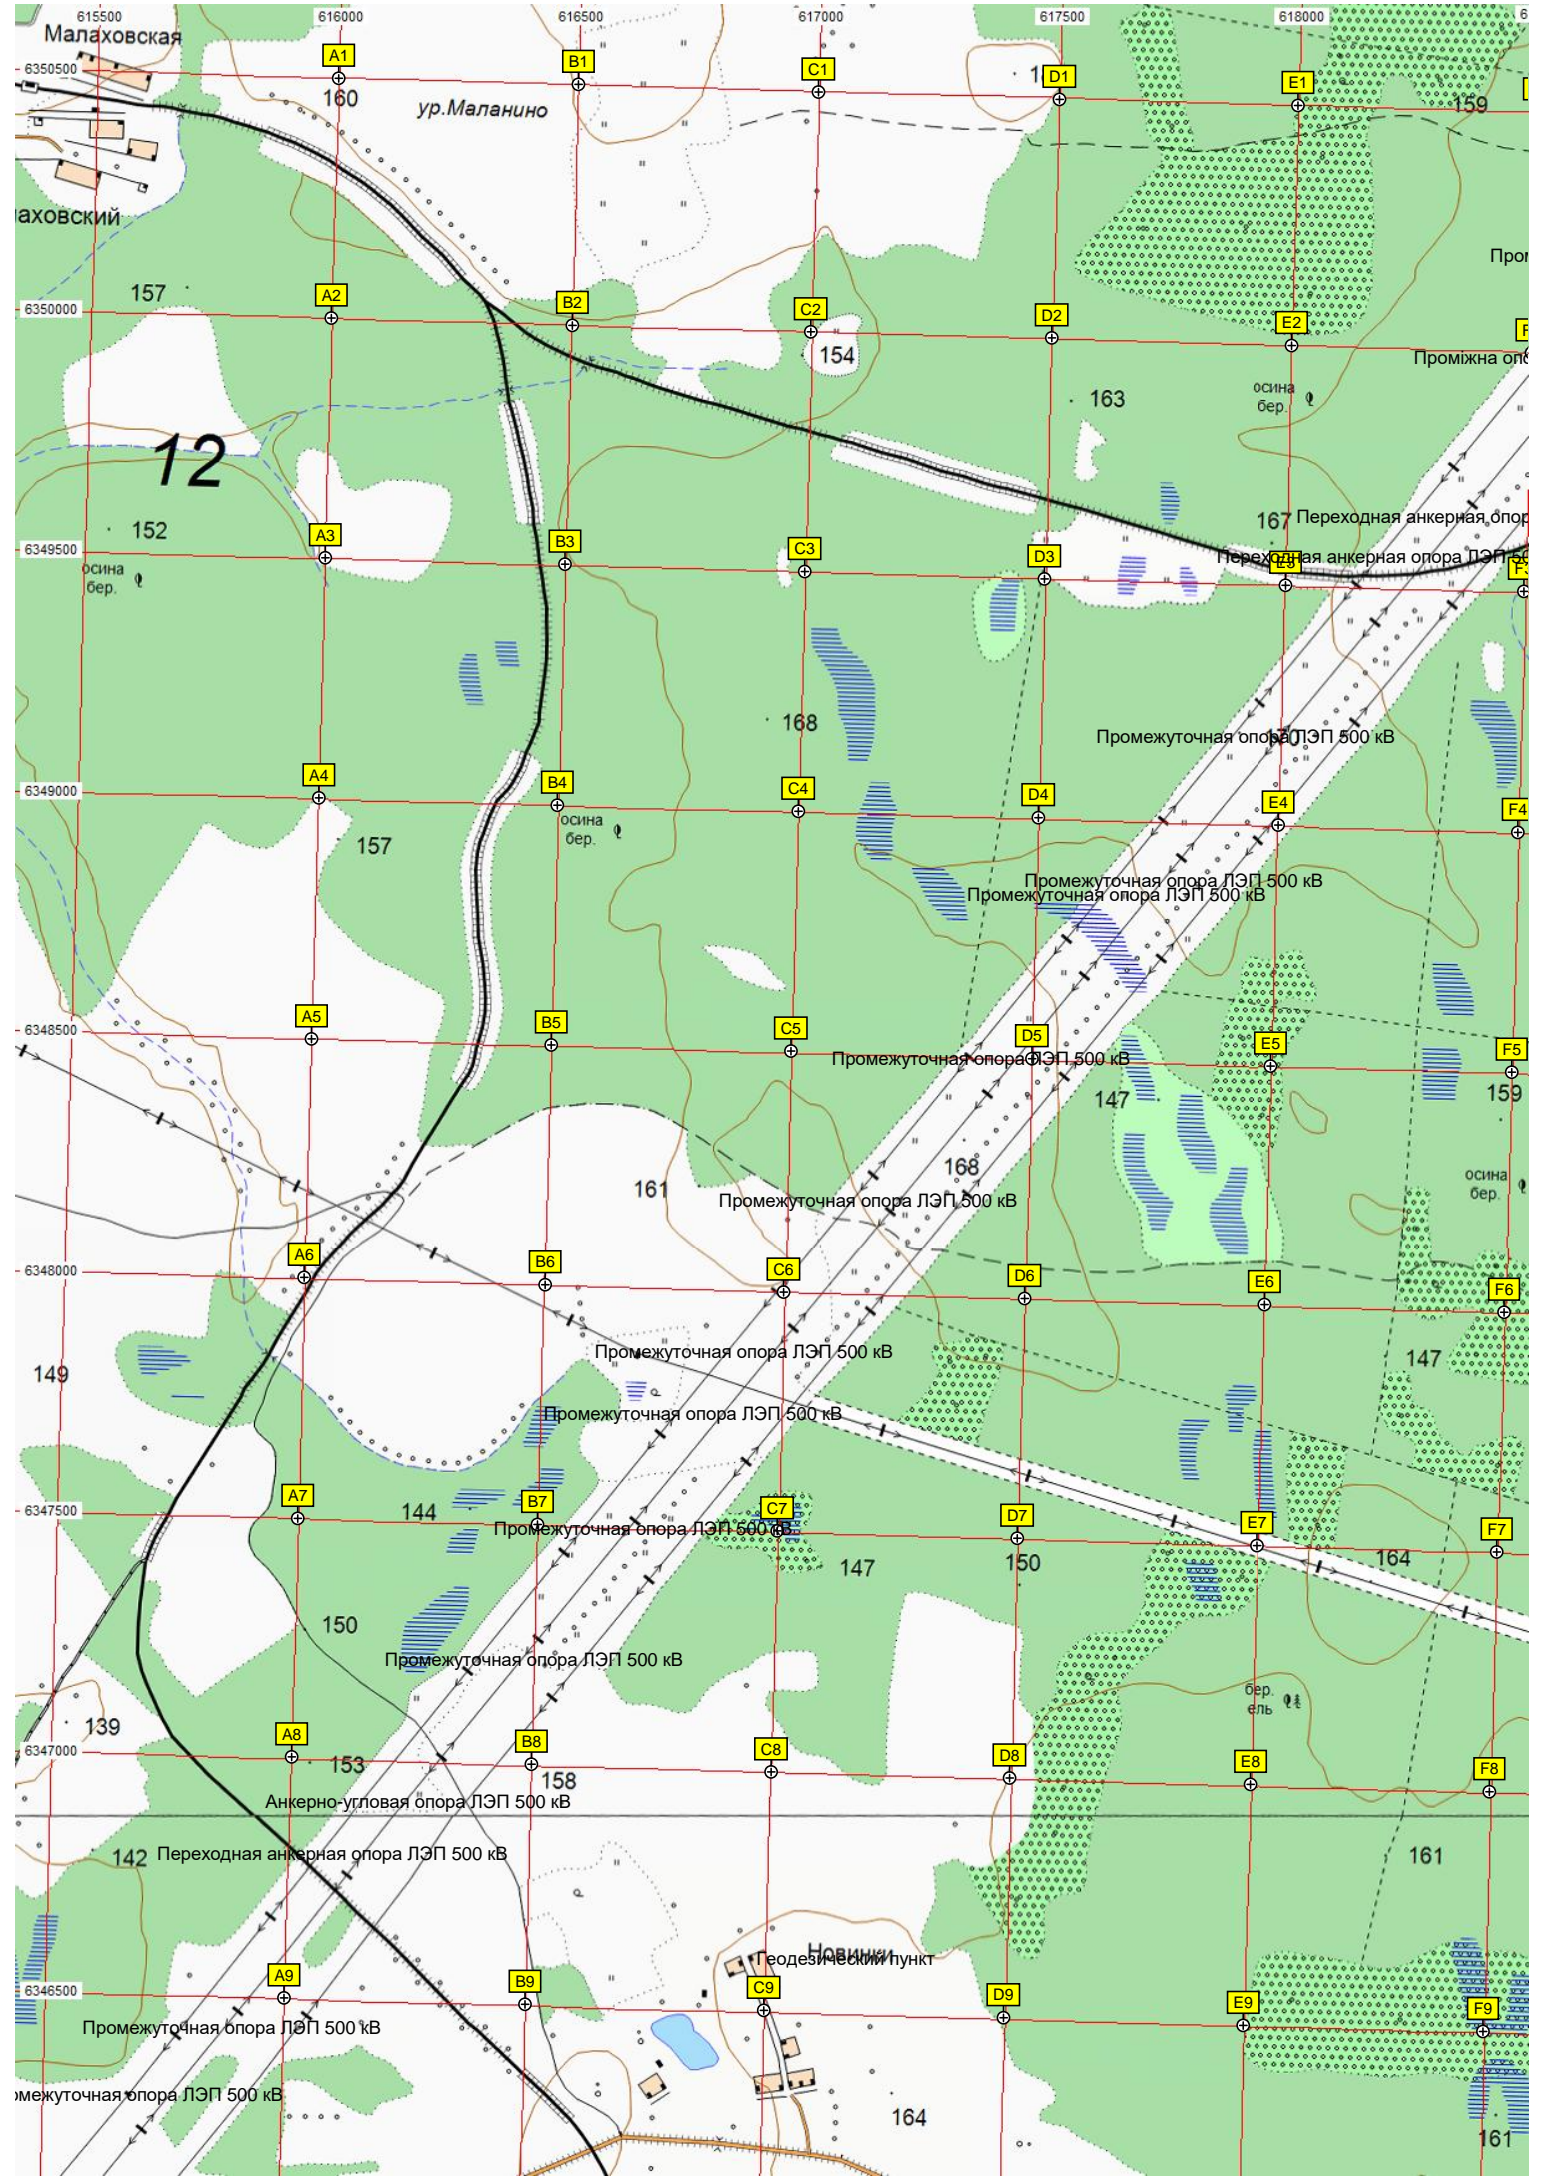 615500 616000 616500 617000 617500 618000 6
Малаховская
6350500
A1
B1
C1
D1
E1
160
ур.Маланино
159
лаховский
Пром
157
6350000
A2
B2
C2
D2
E2
F
154
Проміжна опо
163
осина
бер.
12
152
167
Переходная анкерная опор
6349500
A3
B3
C3
D3
E3
F3
Переходная анкерная опора ЛЭП 50
осина
бер.
168
Промежуточная опора ЛЭП 500 кВ
170
6349000
A4
B4
C4
D4
E4
F4
осина
бер.
157
Промежуточная опора ЛЭП 500 кВ
Промежуточная опора ЛЭП 500 кВ
6348500
A5
B5
C5
D5
E5
F5
Промежуточная опора ЛЭП 500 кВ
147
159
168
161
осина
бер.
Промежуточная опора ЛЭП 500 кВ
6348000
A6
B6
C6
D6
E6
F6
Промежуточная опора ЛЭП 500 кВ
149
147
Промежуточная опора ЛЭП 500 кВ
6347500
A7
B7
C7
D7
E7
F7
144
Промежуточная опора ЛЭП 500 кВ
147
150
164
150
Промежуточная опора ЛЭП 500 кВ
бер.
ель
139
6347000
A8
B8
C8
D8
E8
F8
153
158
Анкерно-угловая опора ЛЭП 500 кВ
142
Переходная анкерная опора ЛЭП 500 кВ
161
Новинки
Геодезический пункт
6346500
A9
B9
C9
D9
E9
F9
Промежуточная опора ЛЭП 500 кВ
омежуточная опора ЛЭП 500 кВ
164
161